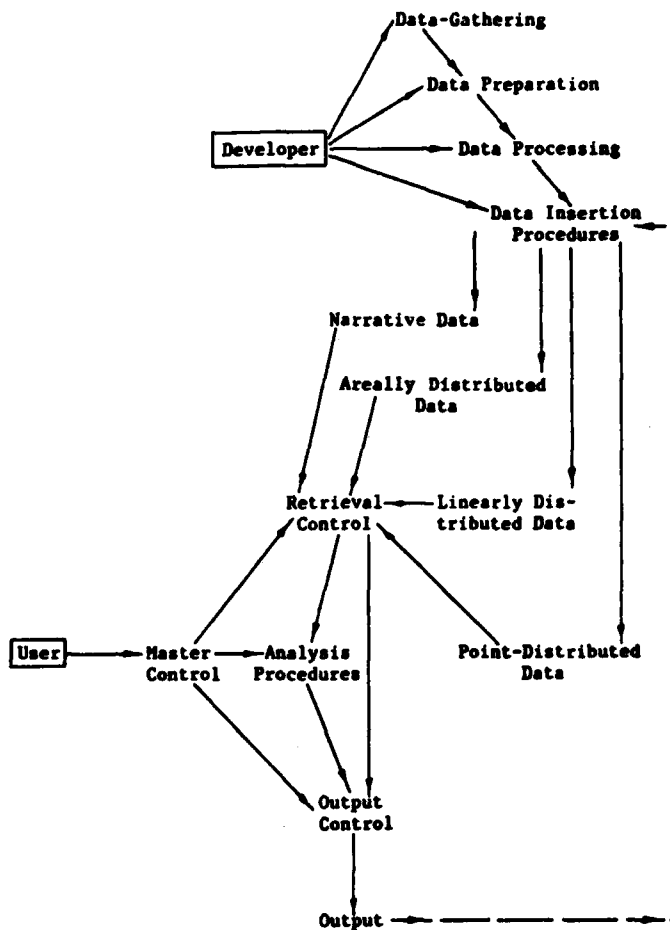 Data-Gathering
Data Preparation
Developer
Data Processing
Data Insertion
Procedures
Narrative Data
Areally Distributed
Data
Retrieval
Control
Linearly Dis-
tributed Data
User
Master
Control
Analysis
Procedures
Point-Distributed
Data
Output
Control
Output